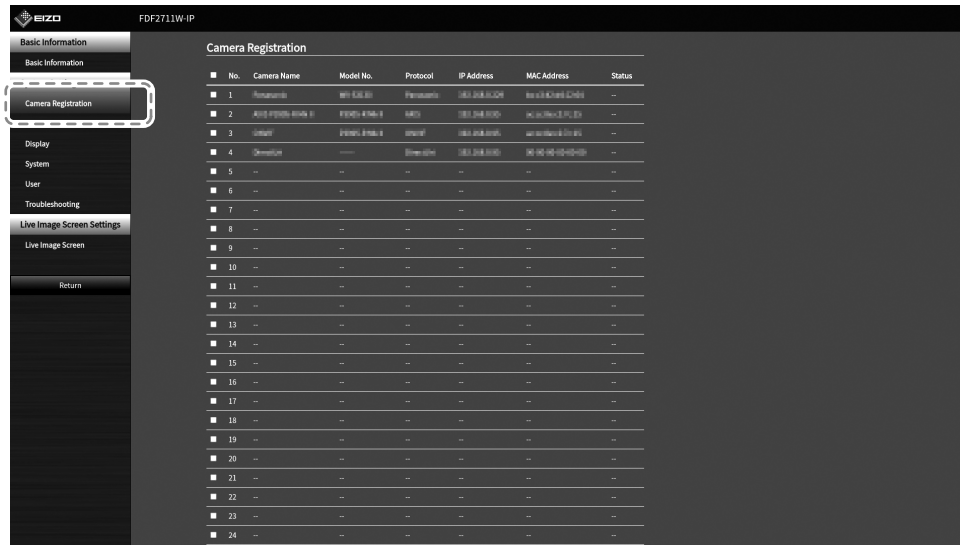 EIZO FDF2711W-IP
Basic Information
Basic Information
Camera Registration
Display
System
User
Troubleshooting
Live Image Screen Settings
Live Image Screen
Return
Camera Registration
No. Camera Name Model No. Protocol IP Address MAC Address Status
1 --
2 --
3 --
4 --
5 -- -- -- -- -- --
6 -- -- -- -- -- --
7 -- -- -- -- -- --
8 -- -- -- -- -- --
9 -- -- -- -- -- --
10 -- -- -- -- -- --
11 -- -- -- -- -- --
12 -- -- -- -- -- --
13 -- -- -- -- -- --
14 -- -- -- -- -- --
15 -- -- -- -- -- --
16 -- -- -- -- -- --
17 -- -- -- -- -- --
18 -- -- -- -- -- --
19 -- -- -- -- -- --
20 -- -- -- -- -- --
21 -- -- -- -- -- --
22 -- -- -- -- -- --
23 -- -- -- -- -- --
24 -- -- -- -- -- --